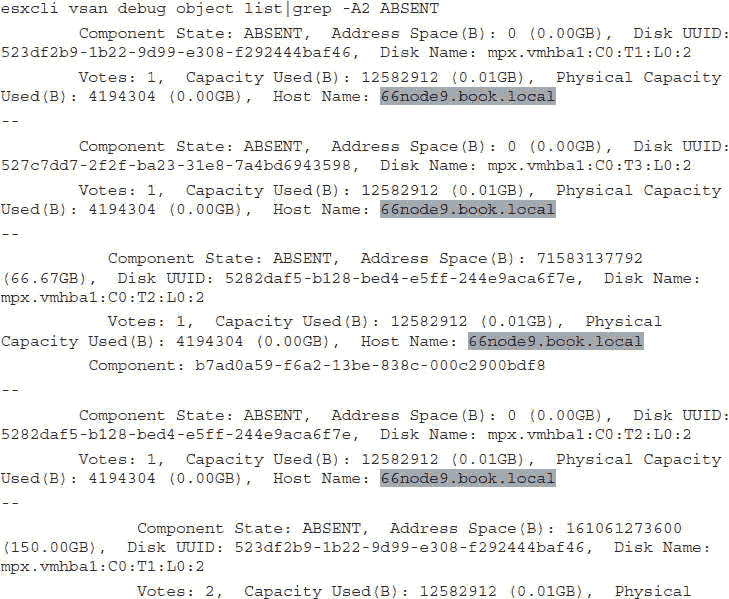 esxcli vsan debug object list|grep -A2 ABSENT
Component State: ABSENT, Address Space(B): 0 (0.00GB), Disk UUID:
523df2b9-1b22-9d99-e308-f292444baf46, Disk Name: mpx.vmhba1:C0:T1:L0:2
Votes: 1, Capacity Used(B): 12582912 (0.01GB), Physical Capacity
Used(B): 4194304 (0.00GB), Host Name: 66node9.book.local
--
Component State: ABSENT, Address Space(B): 0 (0.00GB), Disk UUID:
527c7dd7-2f2f-ba23-31e8-7a4bd6943598, Disk Name: mpx.vmhba1:C0:T3:L0:2
Votes: 1, Capacity Used(B): 12582912 (0.01GB), Physical Capacity
Used(B): 4194304 (0.00GB), Host Name: 66node9.book.local
--
Component State: ABSENT, Address Space(B): 71583137792
(66.67GB), Disk UUID: 5282daf5-b128-bed4-e5ff-244e9aca6f7e, Disk Name:
mpx.vmhba1:C0:T2:L0:2
Votes: 1, Capacity Used(B): 12582912 (0.01GB), Physical
Capacity Used(B): 4194304 (0.00GB), Host Name: 66node9.book.local
Component: b7ad0a59-f6a2-13be-838c-000c2900bdf8
--
Component State: ABSENT, Address Space(B): 0 (0.00GB), Disk UUID:
5282daf5-b128-bed4-e5ff-244e9aca6f7e, Disk Name: mpx.vmhba1:C0:T2:L0:2
Votes: 1, Capacity Used(B): 12582912 (0.01GB), Physical Capacity
Used(B): 4194304 (0.00GB), Host Name: 66node9.book.local
--
Component State: ABSENT, Address Space(B): 161061273600
(150.00GB), Disk UUID: 523df2b9-1b22-9d99-e308-f292444baf46, Disk Name:
mpx.vmhba1:C0:T1:L0:2
Votes: 2, Capacity Used(B): 12582912 (0.01GB), Physical